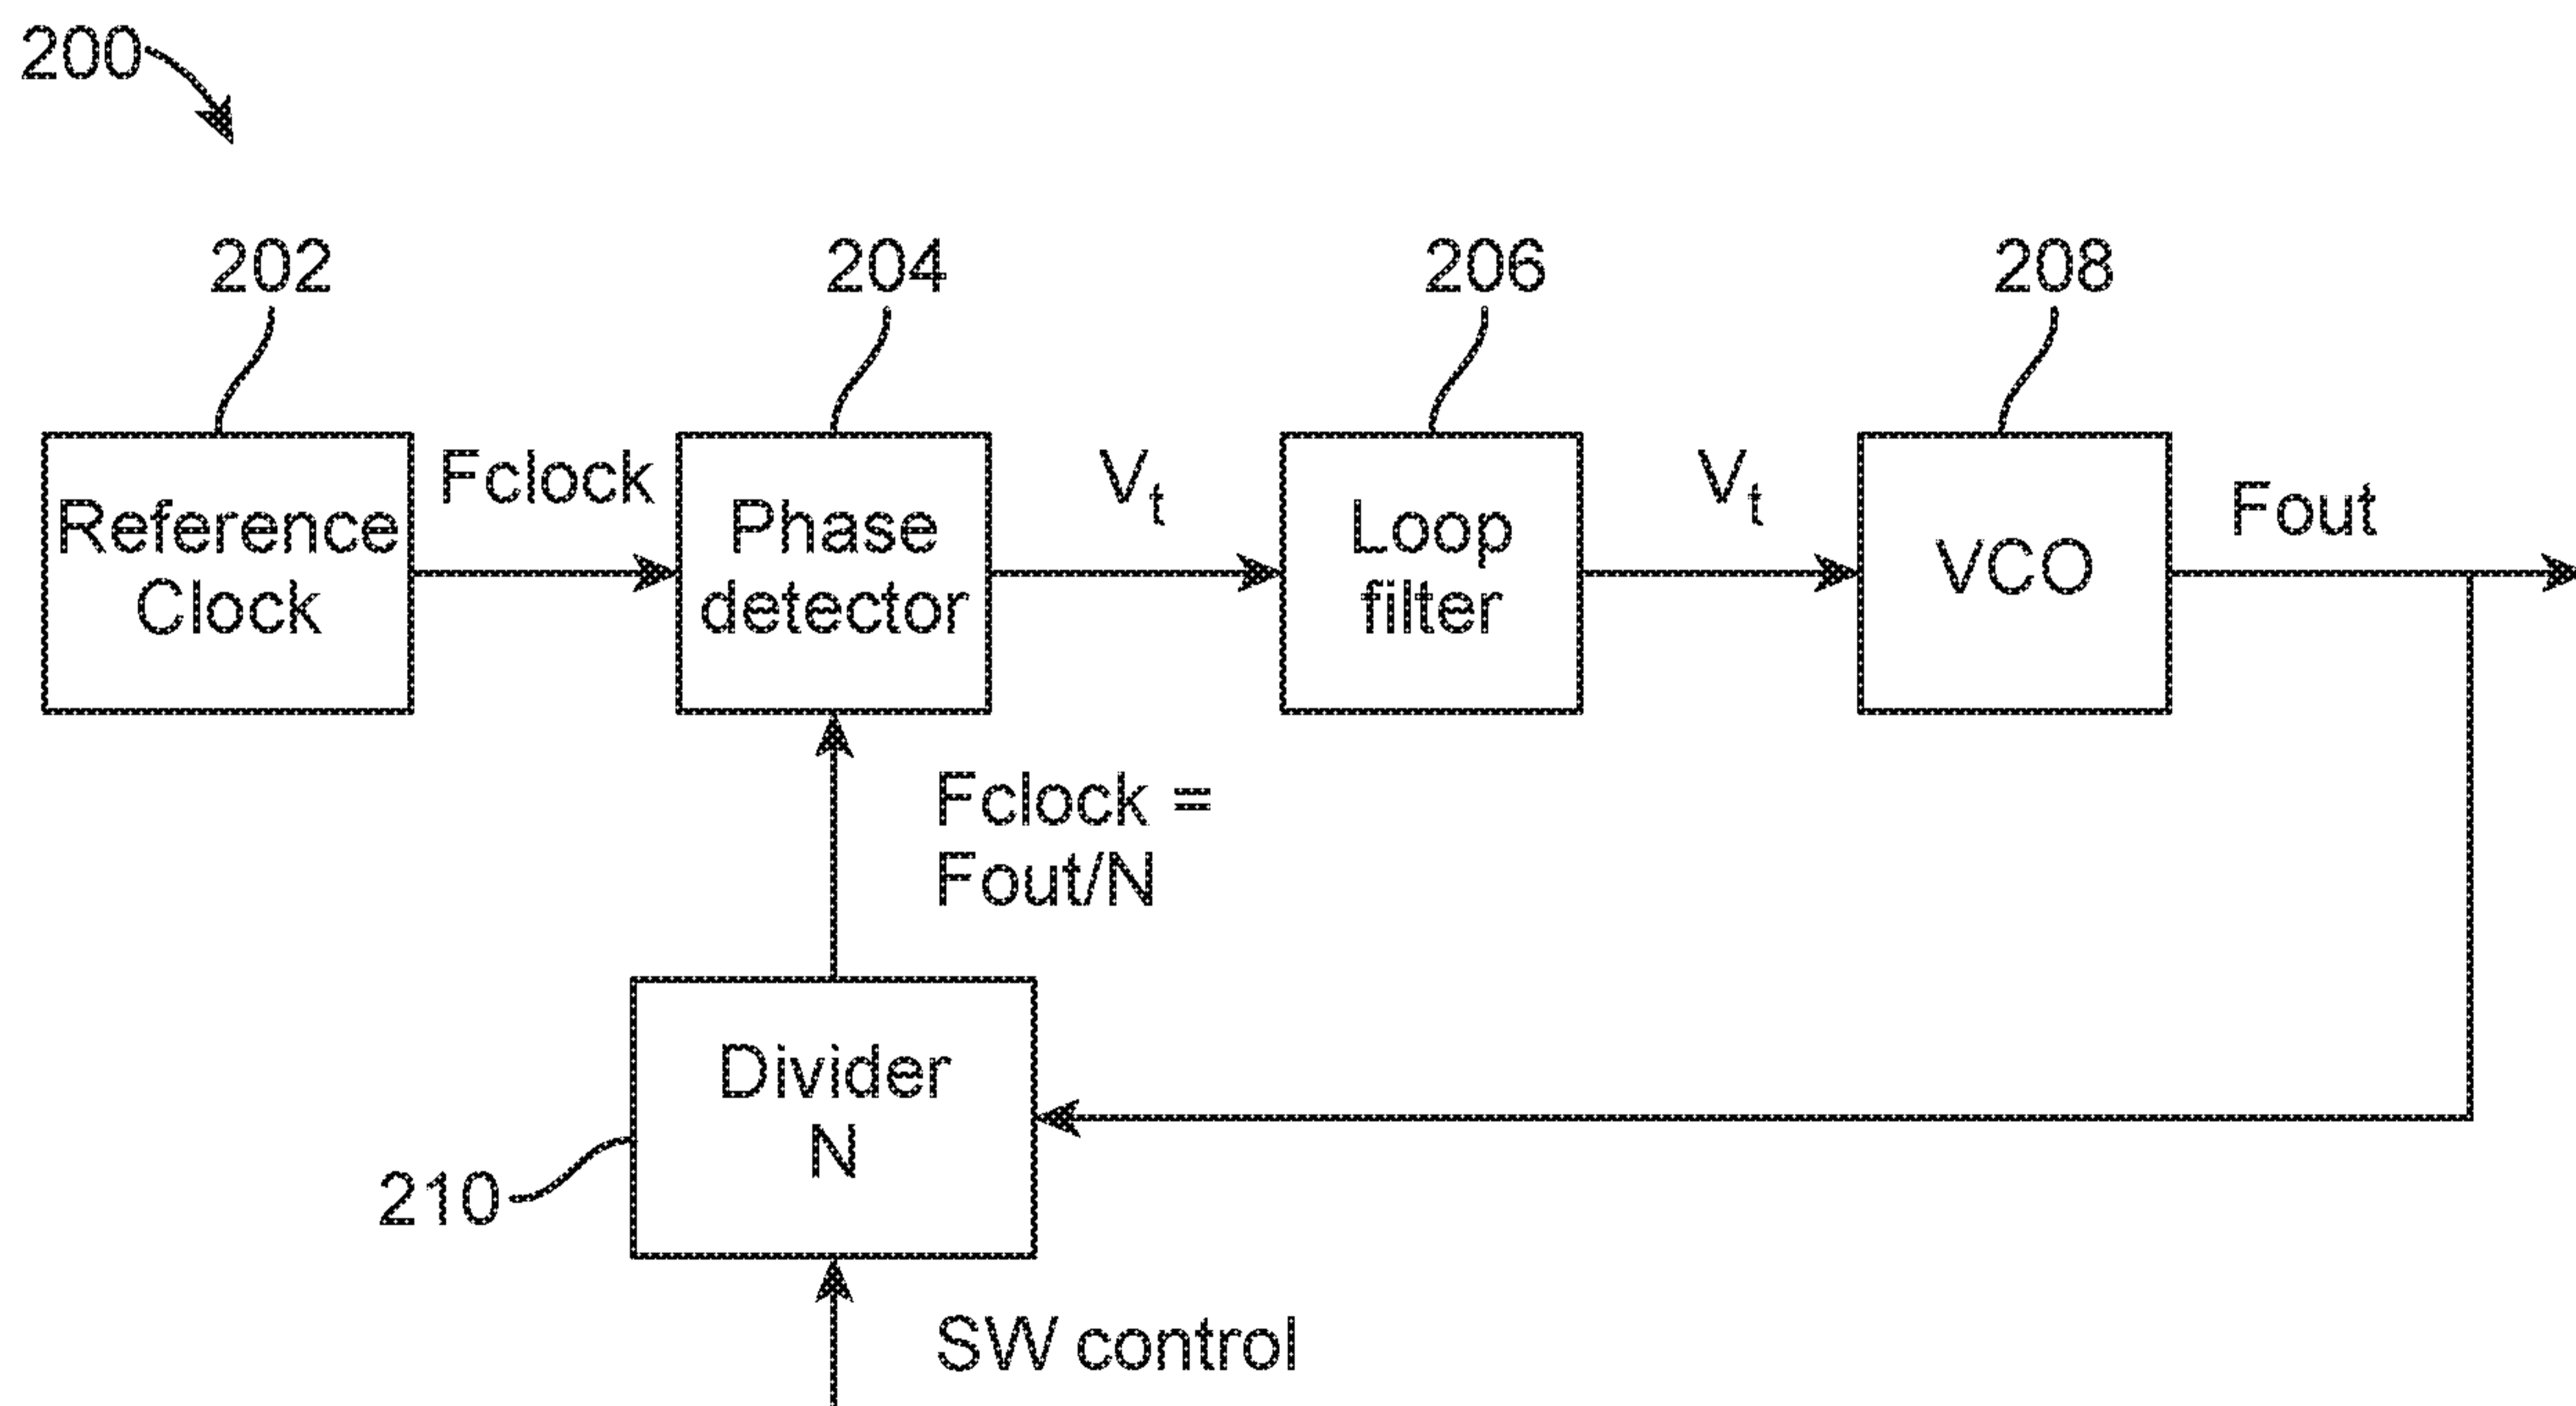 200
202
204
206
208
Reference
Clock
Fclock
Phase
detector
Vt
Loop
filter
Vt
VCO
Fout
Fclock =
Fout/N
Divider
N
210
SW control